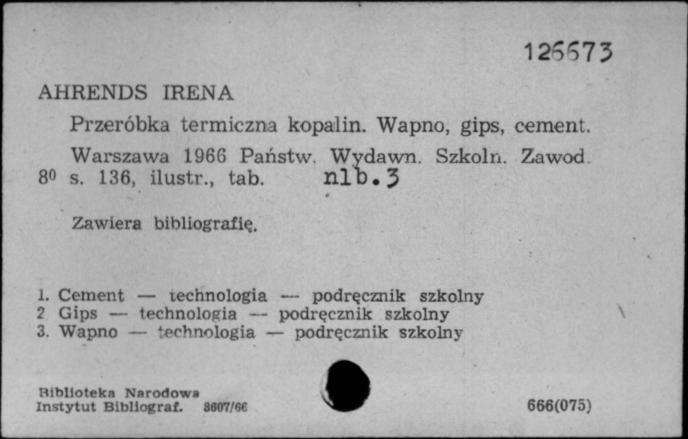 126673
AHRENDS IRENA
Przeróbka termiczna kopalin. Wapno, gips, cement.
Warszawa 1966 Państw. Wydawn. Szkoln. Zawod.
8⁰ s. 136, ilustr., tab. nlb.3
Zawiera bibliografię.
1. Cement — technologia — podręcznik szkolny
2 Gips — technologia — podręcznik szkolny
3. Wapno — technologia — podręcznik szkolny
Biblioteka Narodowa
Instytut Bibliograf. 8607/66 666(075)